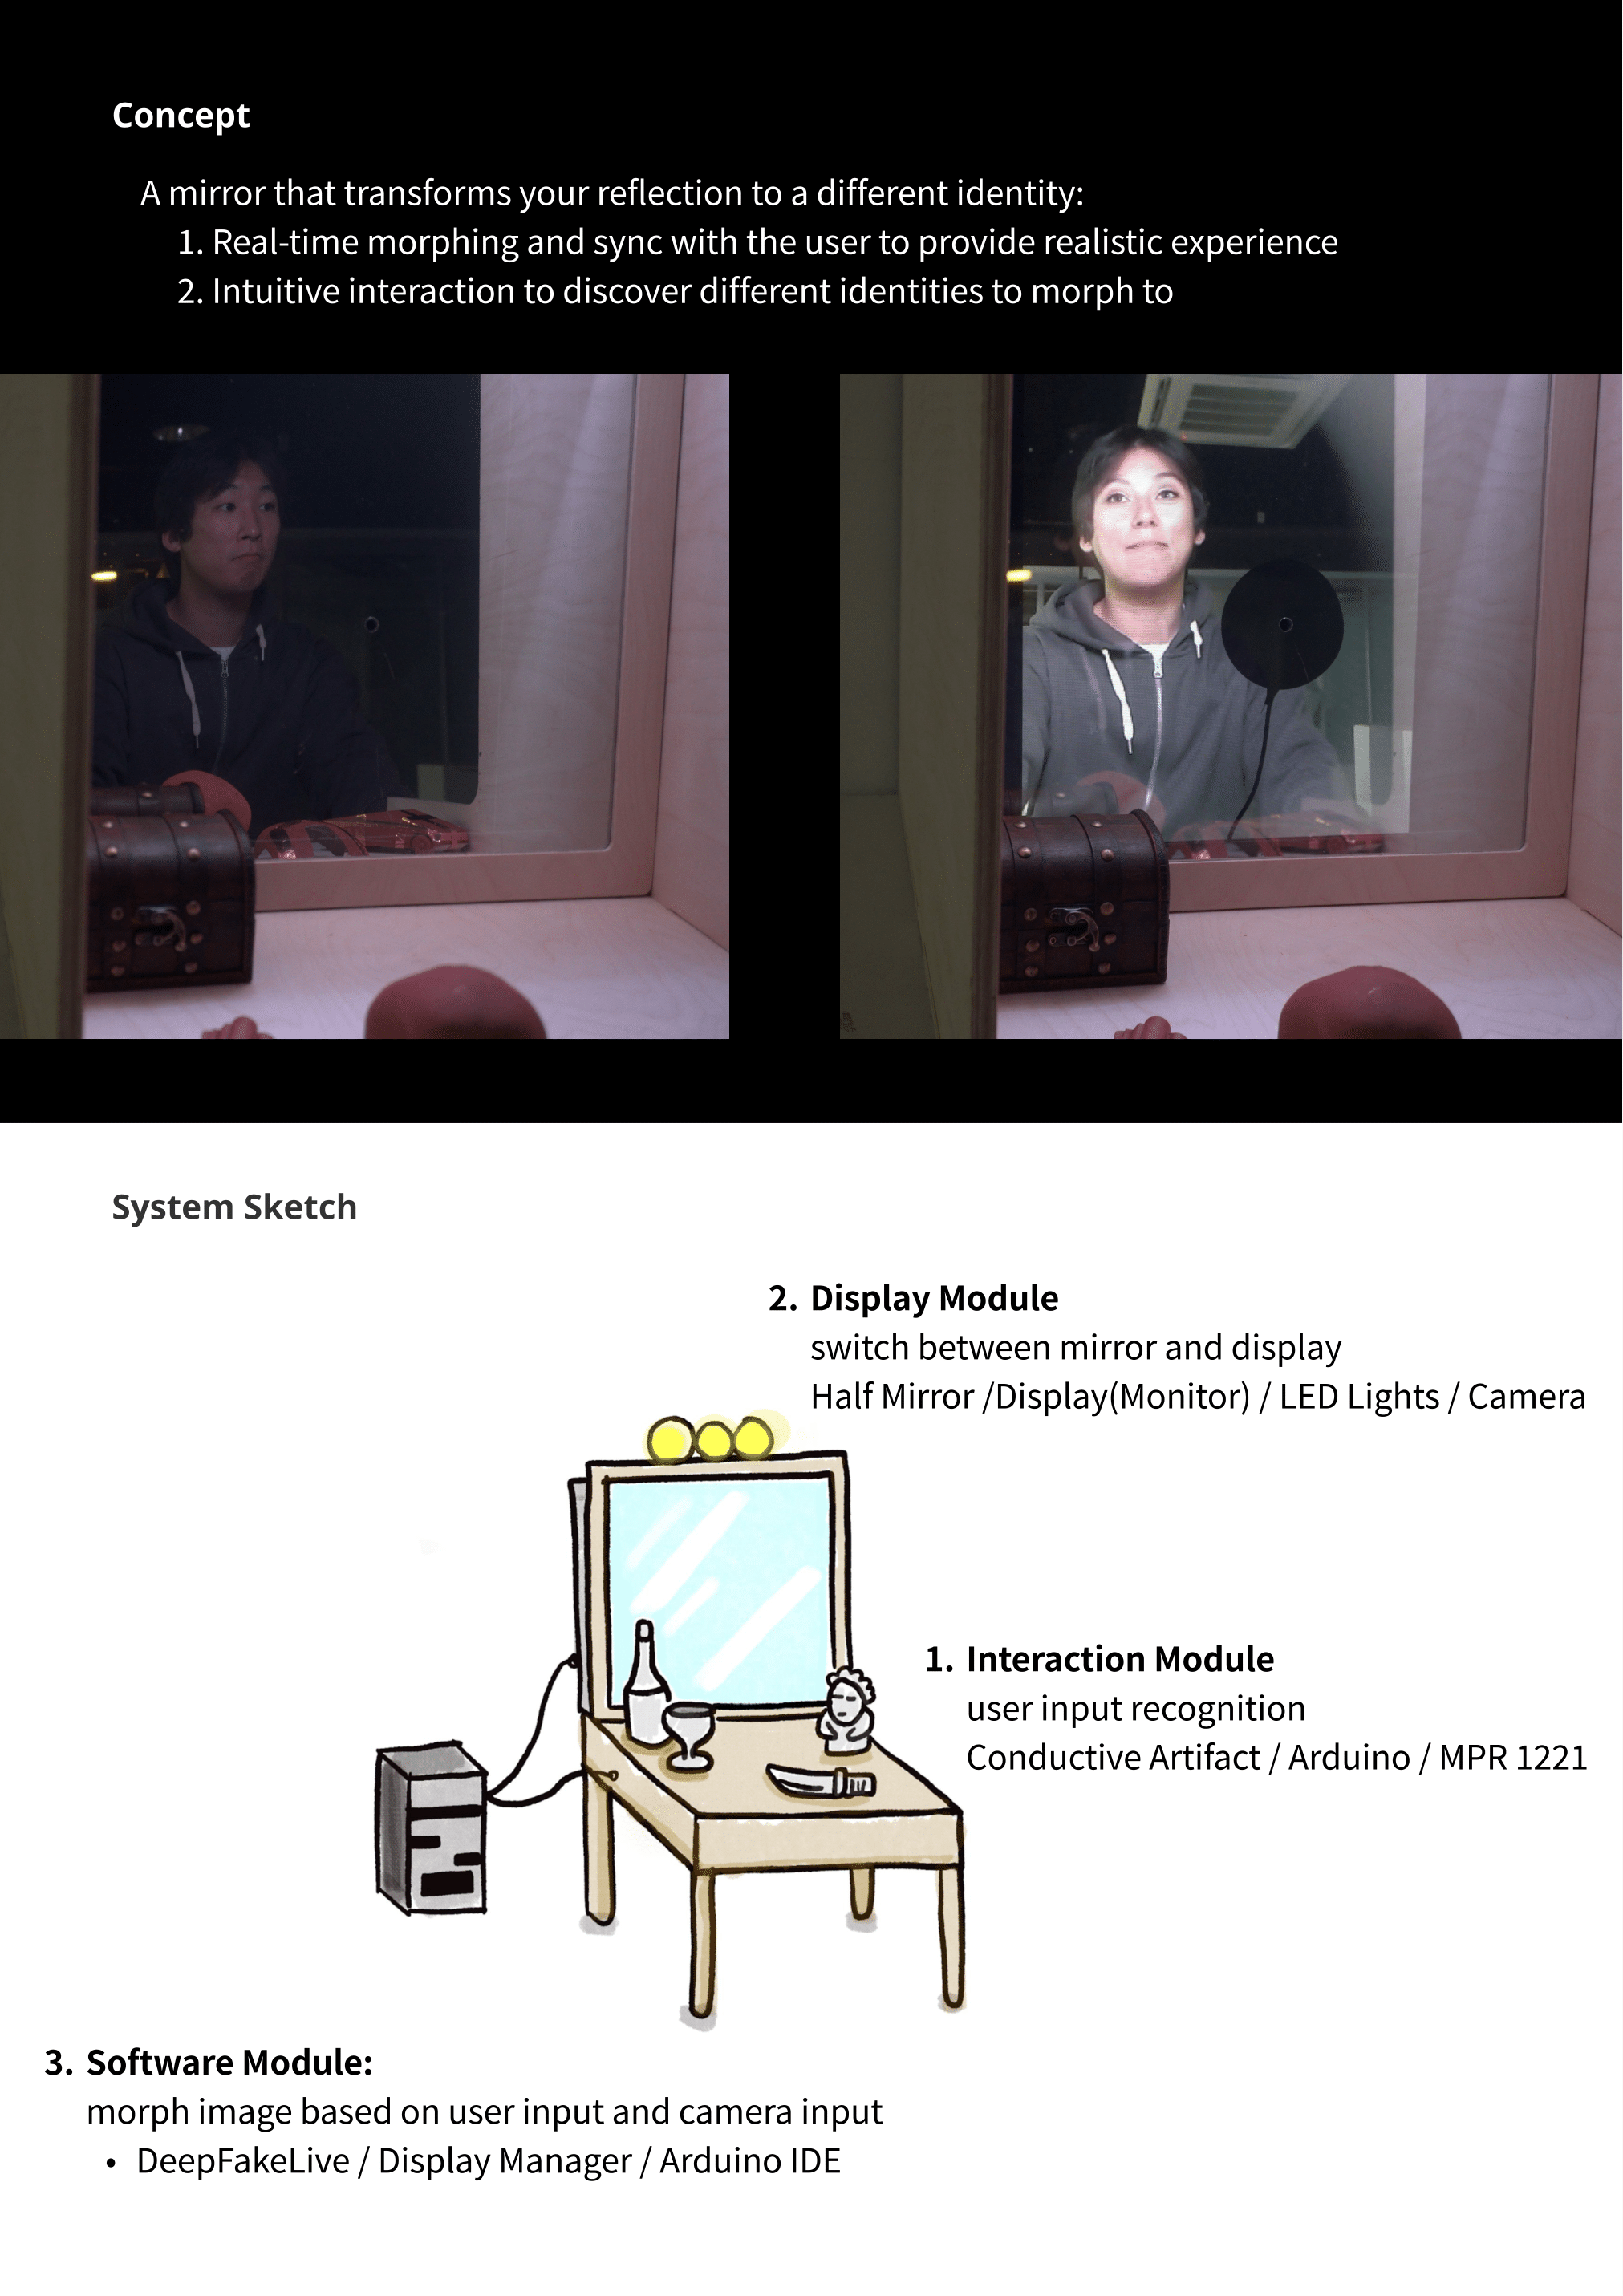 Concept
A mirror that transforms your reflection to a different identity:
1. Real-time morphing and sync with the user to provide realistic experience
2. Intuitive interaction to discover different identities to morph to
System Sketch
2. Display Module
switch between mirror and display
Half Mirror /Display(Monitor) / LED Lights / Camera
1. Interaction Module
user input recognition
Conductive Artifact / Arduino / MPR 1221
3. Software Module:
morph image based on user input and camera input
• DeepFakeLive / Display Manager / Arduino IDE